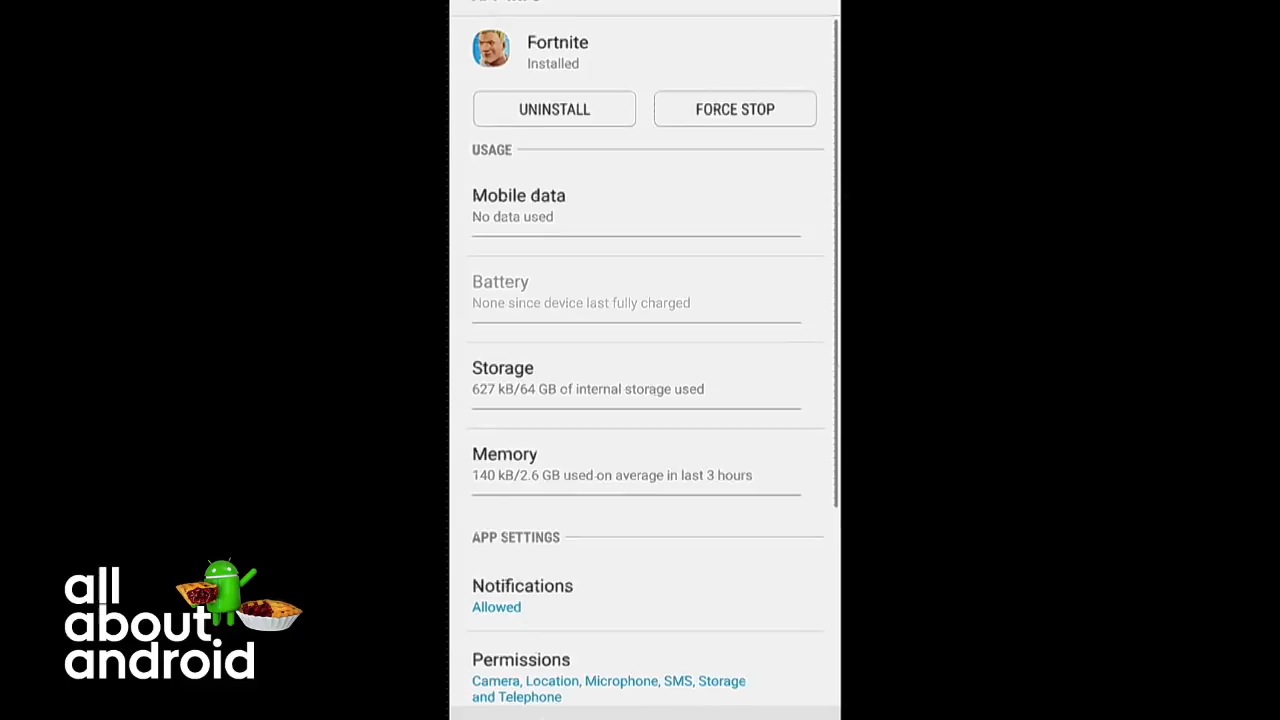 Fortnite
Installed
UNINSTALL
FORCE STOP
USAGE
Mobile data
No data used
Battery
None since device last fully charged
Storage
627 kB/64 GB of internal storage used
Memory
140 kB/2.6 GB used on average in last 3 hours
APP SETTINGS
Notifications
Allowed
Permissions
Camera, Location, Microphone, SMS, Storage
and Telephone
all
about
android